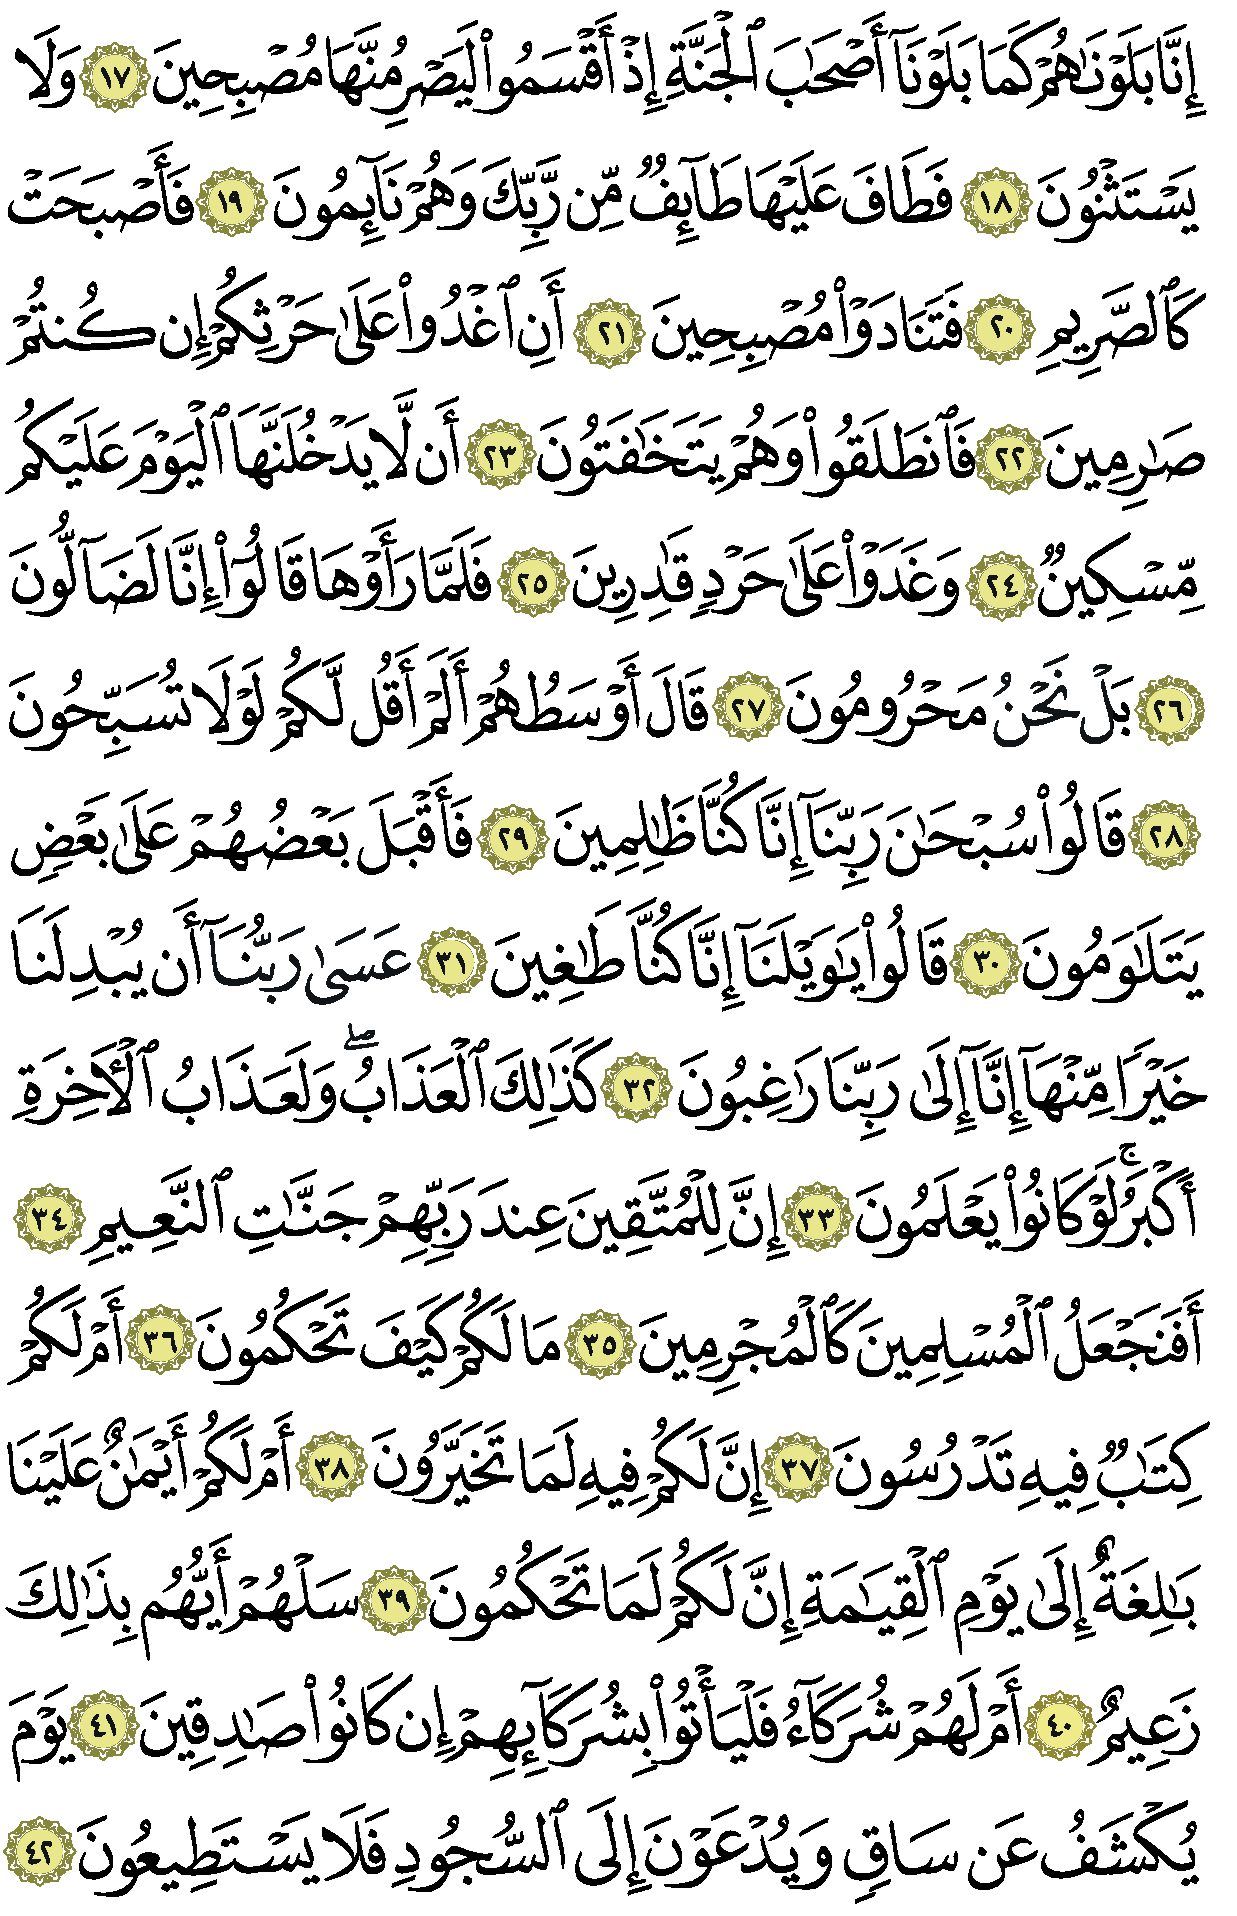 إِنَّا بَلَوْنَٰهُمْ كَمَا بَلَوْنَآ أَصْحَٰبَ ٱلْجَنَّةِ إِذْ أَقْسَمُوا۟ لَيَصْرِمُنَّهَا مُصْبِحِينَ ١٧ وَلَا
يَسْتَثْنُونَ ١٨ فَطَافَ عَلَيْهَا طَآئِفٌ مِّن رَّبِّكَ وَهُمْ نَآئِمُونَ ١٩ فَأَصْبَحَتْ
كَٱلصَّرِيمِ ٢٠ فَتَنَادَوْا۟ مُصْبِحِينَ ٢١ أَنِ ٱغْدُوا۟ عَلَىٰ حَرْثِكُمْ إِن كُنتُمْ
صَٰرِمِينَ ٢٢ فَٱنطَلَقُوا۟ وَهُمْ يَتَخَٰفَتُونَ ٢٣ أَن لَّا يَدْخُلَنَّهَا ٱلْيَوْمَ عَلَيْكُم
مِّسْكِينٌ ٢٤ وَغَدَوْا۟ عَلَىٰ حَرْدٍ قَٰدِرِينَ ٢٥ فَلَمَّا رَأَوْهَا قَالُوٓا۟ إِنَّا لَضَآلُّونَ
٢٦ بَلْ نَحْنُ مَحْرُومُونَ ٢٧ قَالَ أَوْسَطُهُمْ أَلَمْ أَقُل لَّكُمْ لَوْلَا تُسَبِّحُونَ
٢٨ قَالُوا۟ سُبْحَٰنَ رَبِّنَآ إِنَّا كُنَّا ظَٰلِمِينَ ٢٩ فَأَقْبَلَ بَعْضُهُمْ عَلَىٰ بَعْضٍ
يَتَلَٰوَمُونَ ٣٠ قَالُوا۟ يَٰوَيْلَنَآ إِنَّا كُنَّا طَٰغِينَ ٣١ عَسَىٰ رَبُّنَآ أَن يُبْدِلَنَا
خَيْرًا مِّنْهَآ إِنَّآ إِلَىٰ رَبِّنَا رَٰغِبُونَ ٣٢ كَذَٰلِكَ ٱلْعَذَابُ ۖ وَلَعَذَابُ ٱلْءَاخِرَةِ
أَكْبَرُ ۚ لَوْ كَانُوا۟ يَعْلَمُونَ ٣٣ إِنَّ لِلْمُتَّقِينَ عِندَ رَبِّهِمْ جَنَّٰتِ ٱلنَّعِيمِ ٣٤
أَفَنَجْعَلُ ٱلْمُسْلِمِينَ كَٱلْمُجْرِمِينَ ٣٥ مَا لَكُمْ كَيْفَ تَحْكُمُونَ ٣٦ أَمْ لَكُمْ
كِتَٰبٌ فِيهِ تَدْرُسُونَ ٣٧ إِنَّ لَكُمْ فِيهِ لَمَا تَخَيَّرُونَ ٣٨ أَمْ لَكُمْ أَيْمَٰنٌ عَلَيْنَا
بَٰلِغَةٌ إِلَىٰ يَوْمِ ٱلْقِيَٰمَةِ إِنَّ لَكُمْ لَمَا تَحْكُمُونَ ٣٩ سَلْهُمْ أَيُّهُم بِذَٰلِكَ
زَعِيمٌ ٤٠ أَمْ لَهُمْ شُرَكَآءُ فَلْيَأْتُوا۟ بِشُرَكَآئِهِمْ إِن كَانُوا۟ صَٰدِقِينَ ٤١ يَوْمَ
يُكْشَفُ عَن سَاقٍ وَيُدْعَوْنَ إِلَى ٱلسُّجُودِ فَلَا يَسْتَطِيعُونَ ٤٢